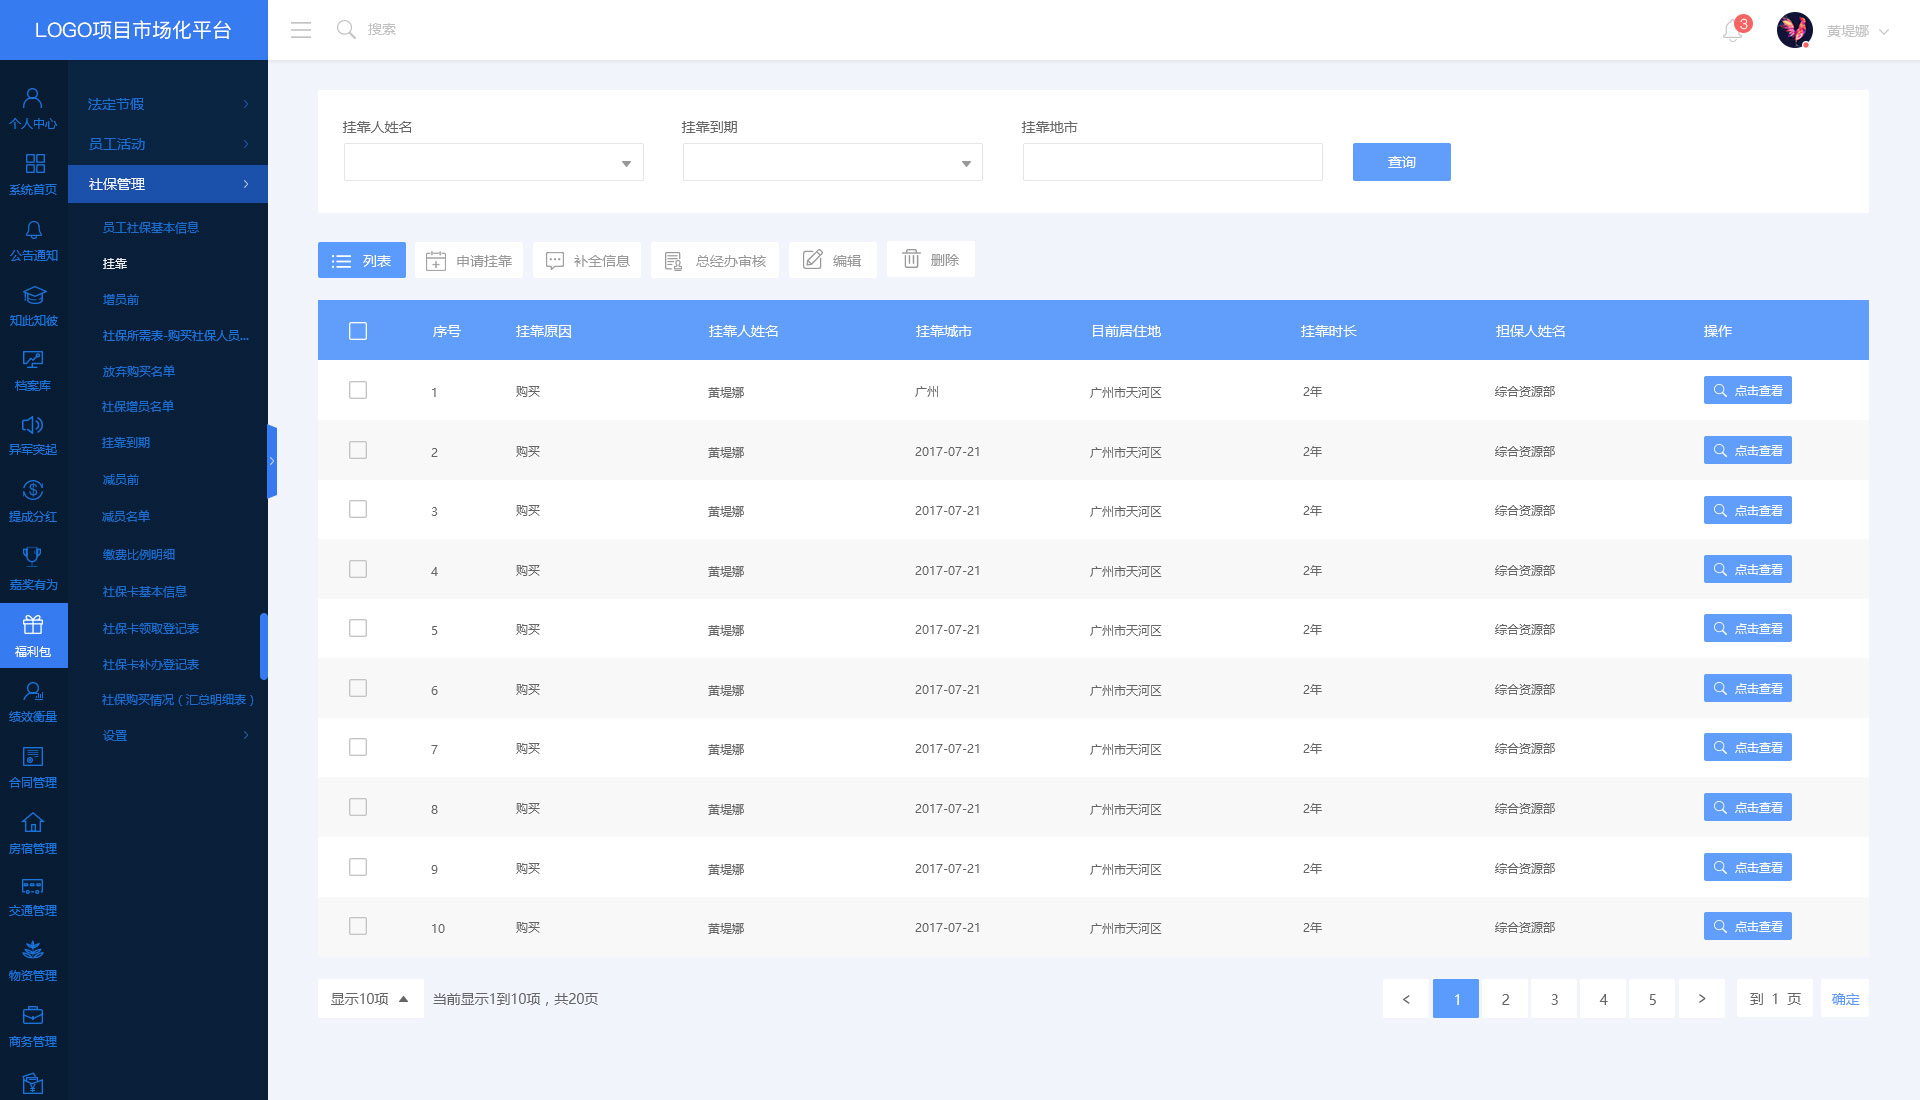 LOGO项目市场化平台
搜索
3
黄堤娜
个人中心
系统首页
公告通知
知此知彼
档案库
异军突起
提成分红
嘉奖有为
福利包
绩效衡量
合同管理
房宿管理
交通管理
物资管理
商务管理
法定节假
员工活动
社保管理
员工社保基本信息
挂靠
增员前
社保所需表-购买社保人员...
放弃购买名单
社保增员名单
挂靠到期
减员前
减员名单
缴费比例明细
社保卡基本信息
社保卡领取登记表
社保卡补办登记表
社保购买情况（汇总明细表）
设置
挂靠人姓名 挂靠到期 挂靠地市
查询
列表 申请挂靠 补全信息 总经办审核 编辑 删除
序号 挂靠原因 挂靠人姓名 挂靠城市 目前居住地 挂靠时长 担保人姓名 操作
1 购买 黄堤娜 广州 广州市天河区 2年 综合资源部 点击查看
2 购买 黄堤娜 2017-07-21 广州市天河区 2年 综合资源部 点击查看
3 购买 黄堤娜 2017-07-21 广州市天河区 2年 综合资源部 点击查看
4 购买 黄堤娜 2017-07-21 广州市天河区 2年 综合资源部 点击查看
5 购买 黄堤娜 2017-07-21 广州市天河区 2年 综合资源部 点击查看
6 购买 黄堤娜 2017-07-21 广州市天河区 2年 综合资源部 点击查看
7 购买 黄堤娜 2017-07-21 广州市天河区 2年 综合资源部 点击查看
8 购买 黄堤娜 2017-07-21 广州市天河区 2年 综合资源部 点击查看
9 购买 黄堤娜 2017-07-21 广州市天河区 2年 综合资源部 点击查看
10 购买 黄堤娜 2017-07-21 广州市天河区 2年 综合资源部 点击查看
显示10项 当前显示1到10项，共20页 < 1 2 3 4 5 > 到 1 页 确定